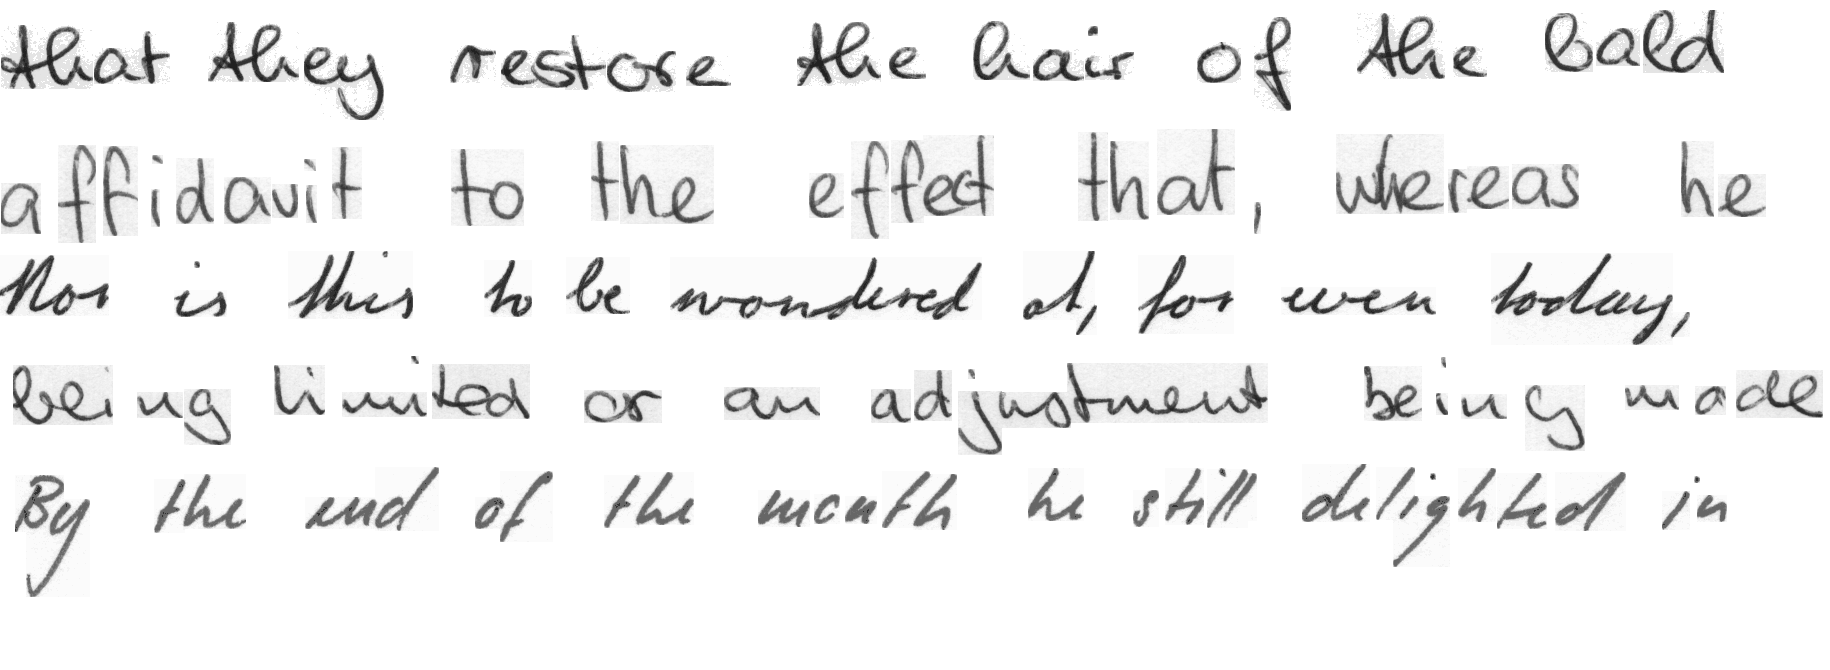 that they restore the hair of the bald
affidavit to the effect that, whereas he
Nor is this to be wondered at, for even today,
being limited or an adjustment being made
By the end of the month he still delighted in